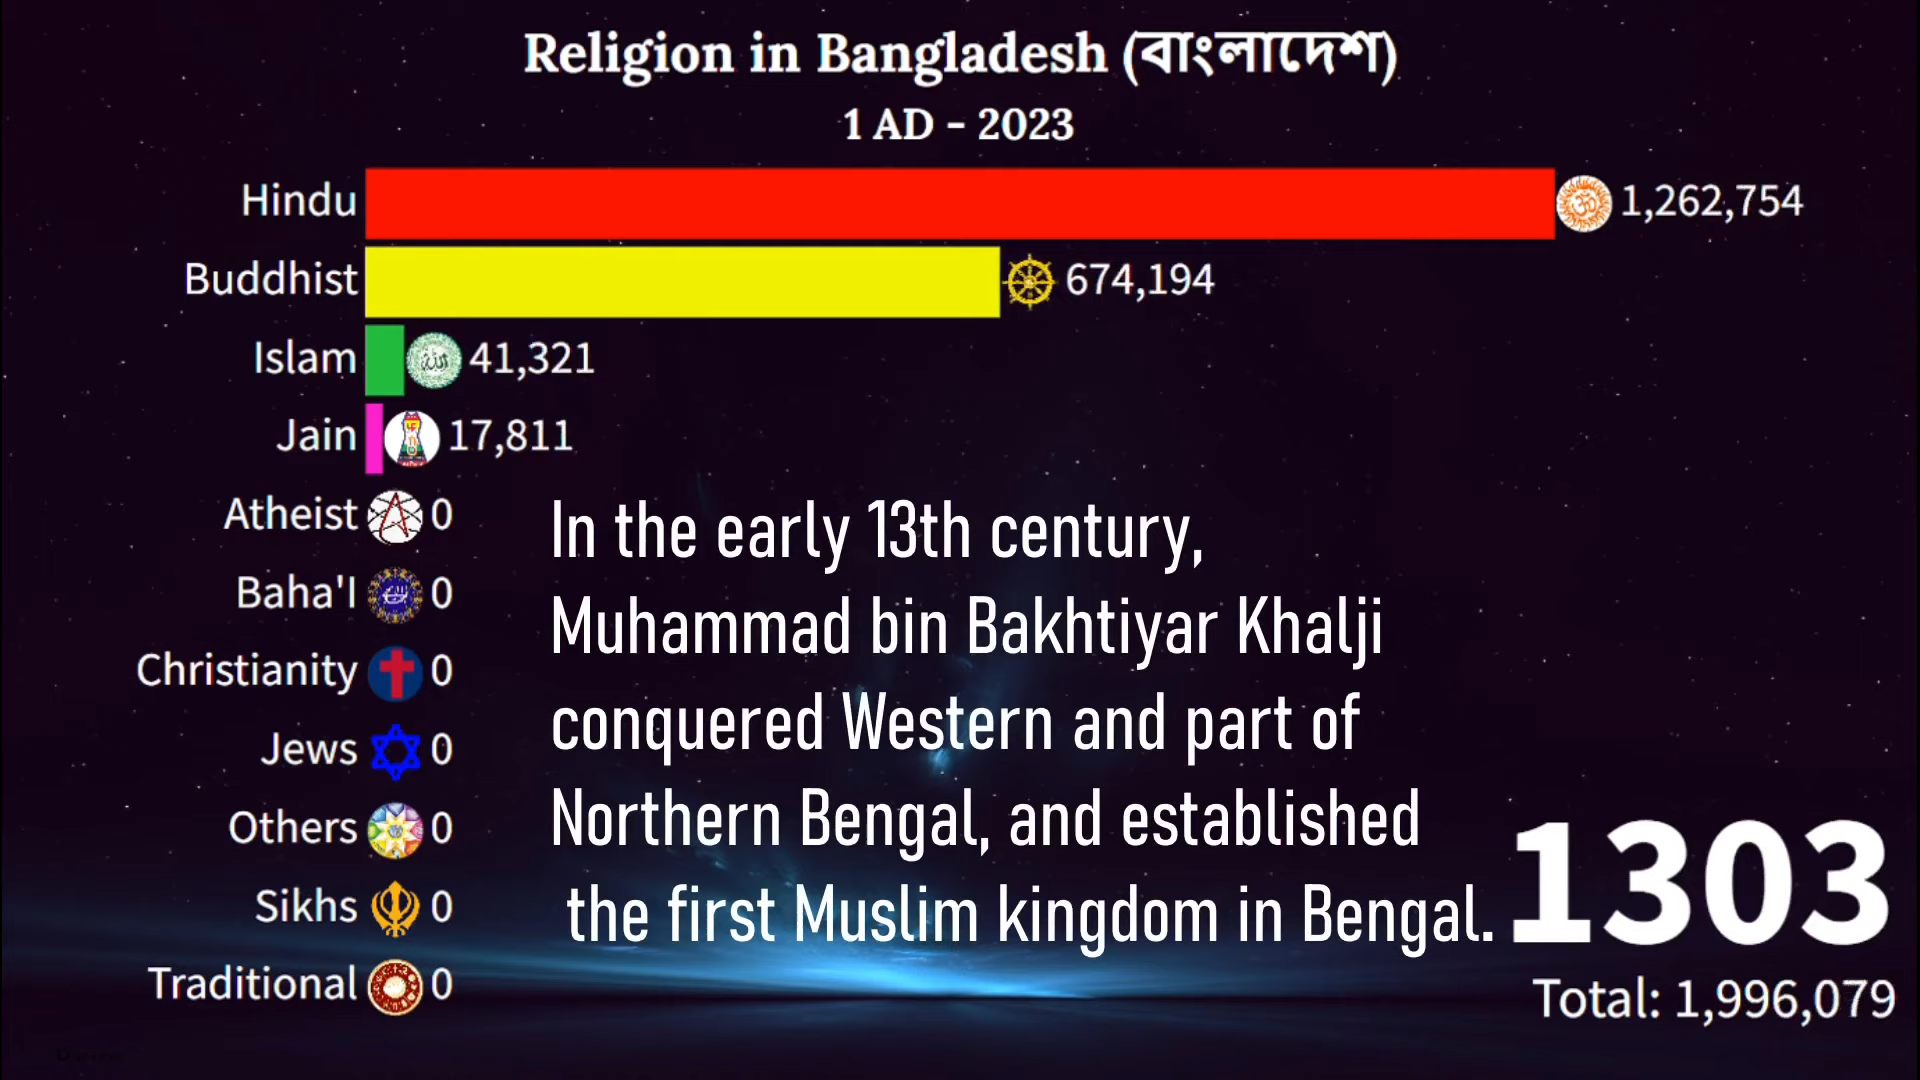 Religion in Bangladesh (বাংলাদেশ)
1 AD - 2023
Hindu 1,262,754
Buddhist 674,194
Islam 41,321
Jain 17,811
Atheist 0
Baha'I 0
Christianity 0
Jews 0
Others 0
Sikhs 0
Traditional 0
In the early 13th century,
Muhammad bin Bakhtiyar Khalji
conquered Western and part of
Northern Bengal, and established
the first Muslim kingdom in Bengal.
1303
Total: 1,996,079